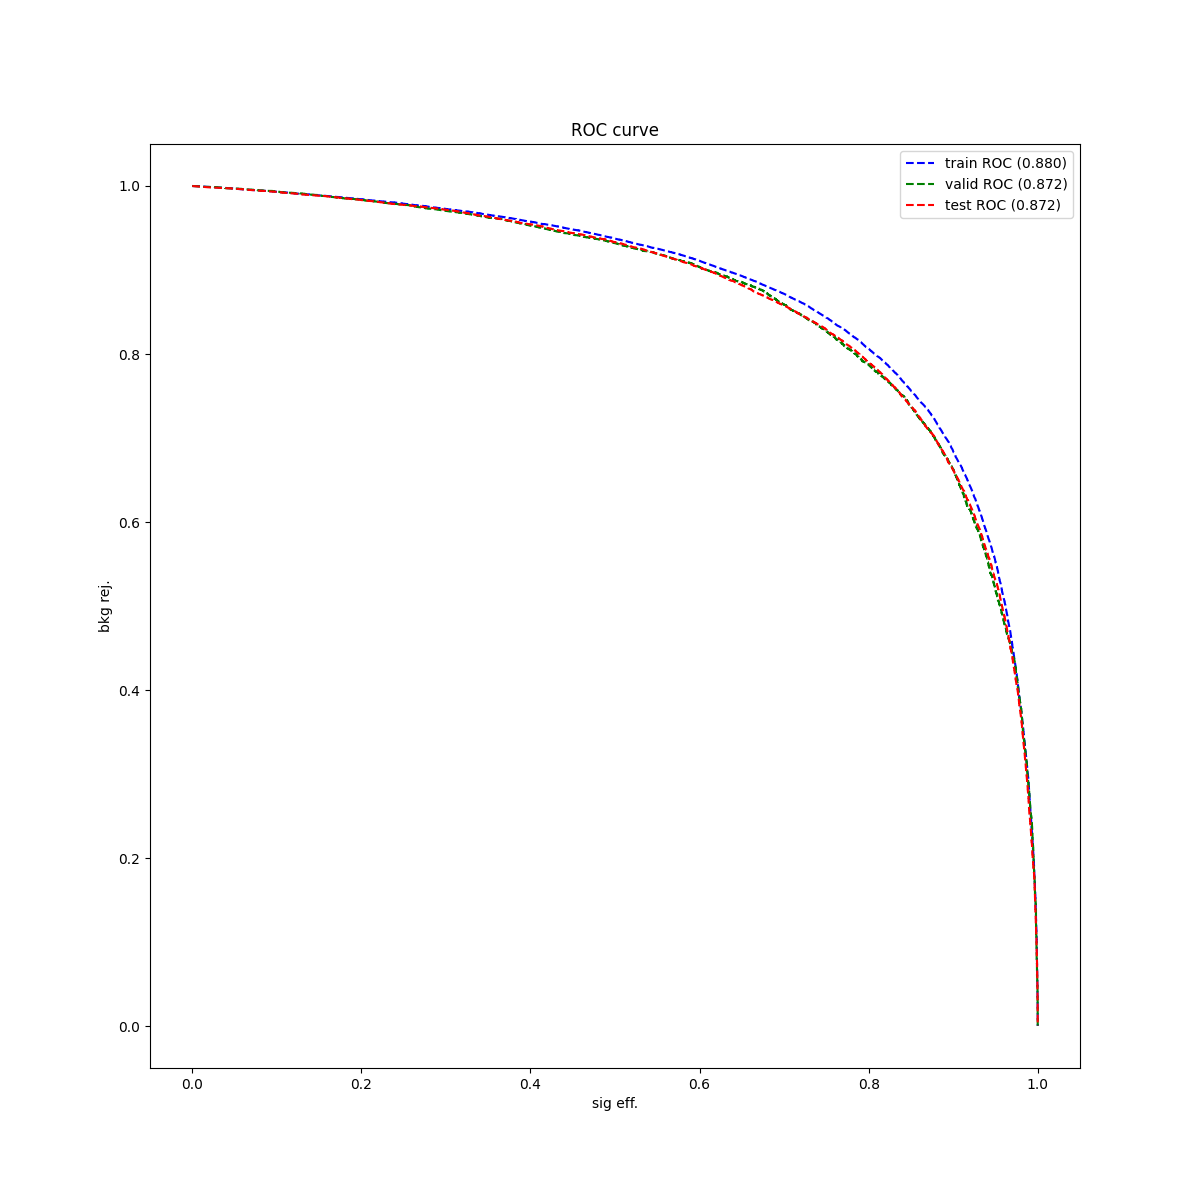 ROC curve
train ROC (0.880)
valid ROC (0.872)
test ROC (0.872)
1.0
0.8
0.6
0.4
0.2
0.0
bkg rej.
0.0 0.2 0.4 0.6 0.8 1.0
sig eff.